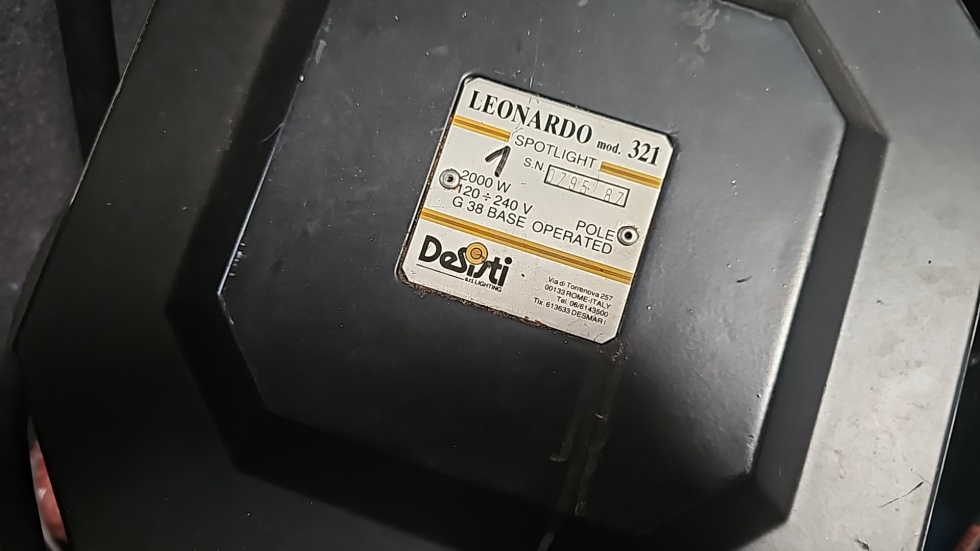 LEONARDO mod. 321
SPOTLIGHT
1
S.N. 0796 87
2000 W
120 ÷ 240 V
G 38 BASE
POLE
OPERATED
DeSisti
LIGHTING
Via di Torrenova 257
00133 ROME-ITALY
Tel. 06/6143500
Tlx. 613633 DESMAR I